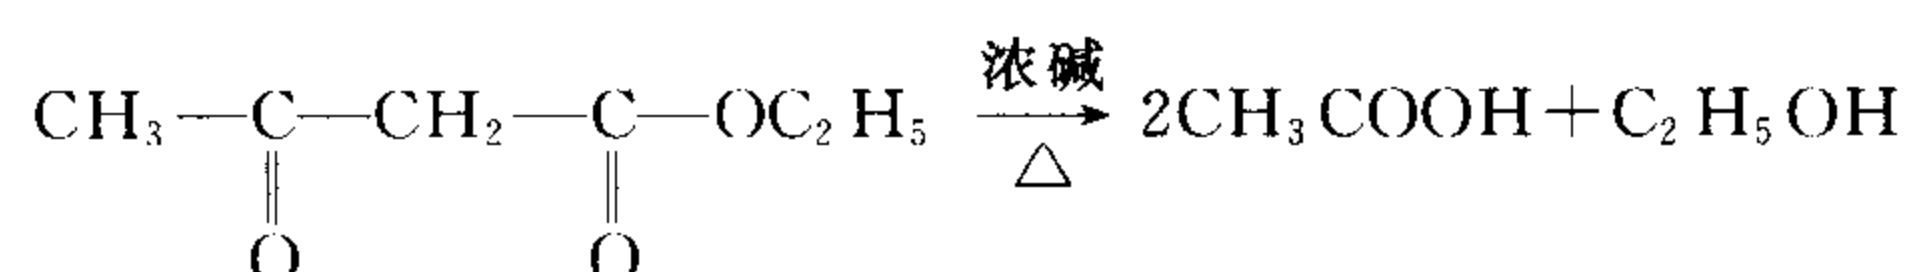 浓碱
CH₃—C—CH₂—C—OC₂H₅ → 2CH₃COOH+C₂H₅OH
△
O O